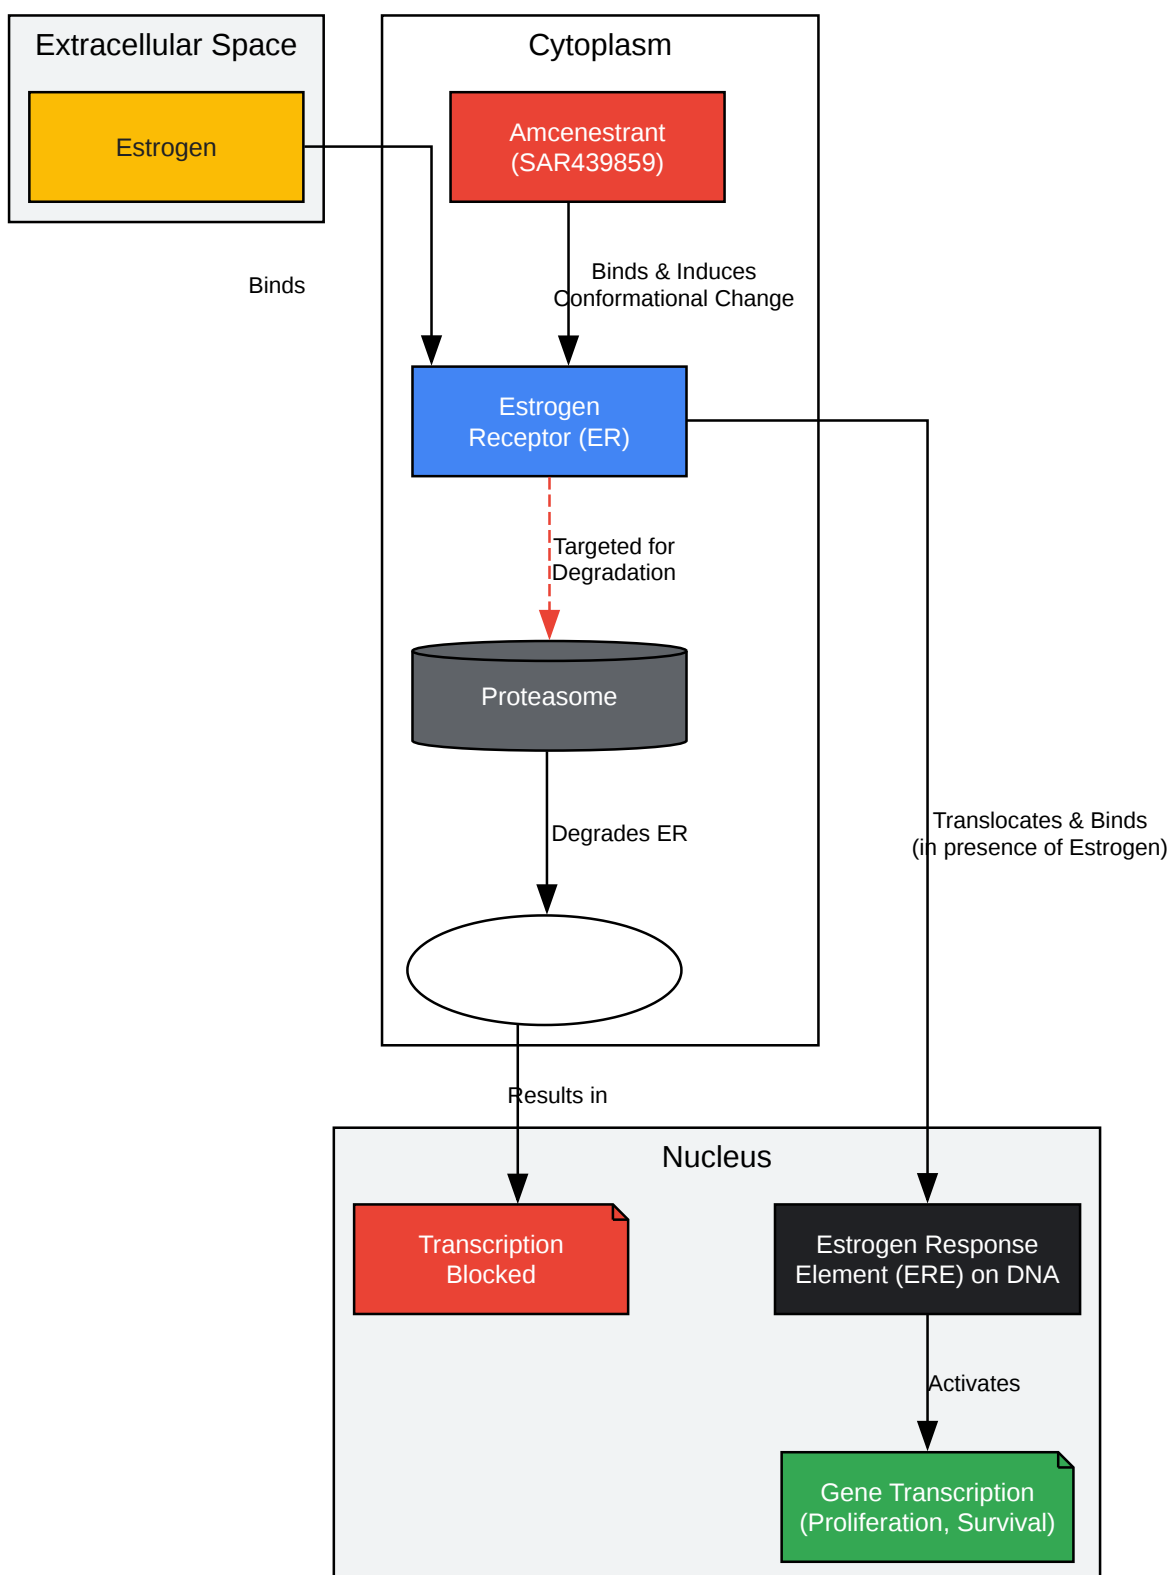 Extracellular Space
Cytoplasm
Estrogen
Amcenestrant
(SAR439859)
Binds
Binds & Induces
Conformational Change
Estrogen
Receptor (ER)
Targeted for
Degradation
Proteasome
Degrades ER
Translocates & Binds
(in presence of Estrogen)
Results in
Nucleus
Transcription
Blocked
Estrogen Response
Element (ERE) on DNA
Activates
Gene Transcription
(Proliferation, Survival)